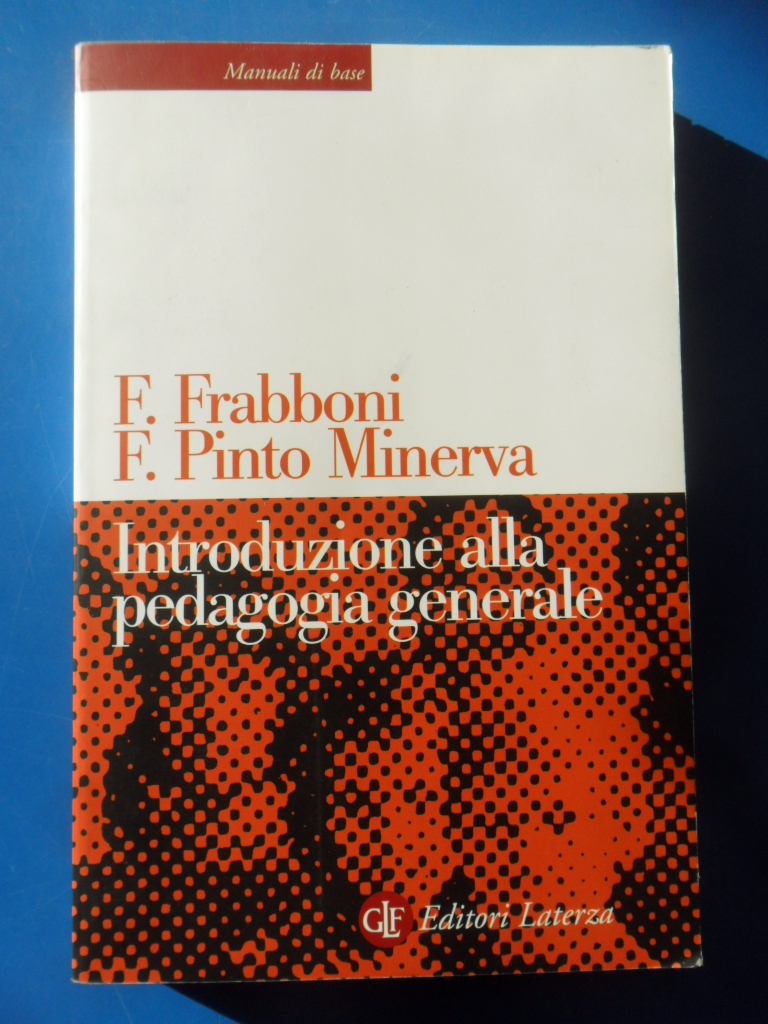 Manuali di base
F. Frabboni
F. Pinto Minerva
Introduzione alla
pedagogia generale
GLF Editori Laterza